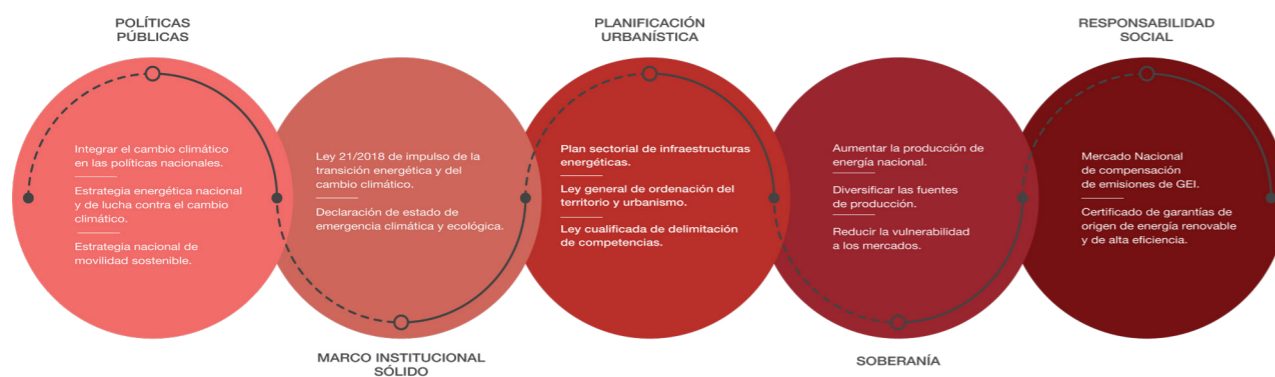 POLÍTICAS
PÚBLICAS
Integrar el cambio climático
en las políticas nacionales.
Estrategia energética nacional
y de lucha contra el cambio
climático.
Estrategia nacional de
movilidad sostenible.
Ley 21/2018 de impulso de la
transición energética y del
cambio climático.
Declaración de estado de
emergencia climática y ecológica.
MARCO INSTITUCIONAL
SÓLIDO
PLANIFICACIÓN
URBANÍSTICA
Plan sectorial de infraestructuras
energéticas.
Ley general de ordenación del
territorio y urbanismo.
Ley cualificada de delimitación
de competencias.
Aumentar la producción de
energía nacional.
Diversificar las fuentes
de producción.
Reducir la vulnerabilidad
a los mercados.
SOBERANÍA
RESPONSABILIDAD
SOCIAL
Mercado Nacional
de compensación
de emisiones de GEI.
Certificado de garantías de
origen de energía renovable
y de alta eficiencia.